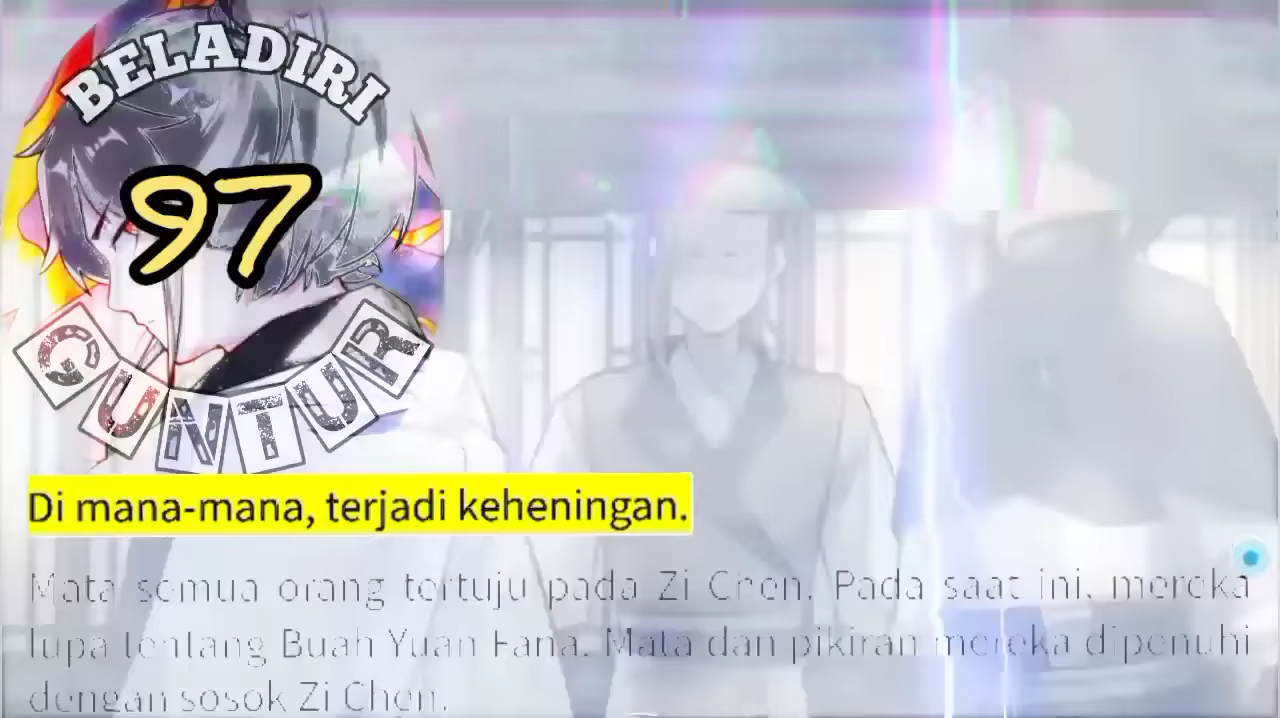 BELADIRI
97
GUNTUR
Di mana-mana, terjadi keheningan.
Mata semua orang tertuju pada Zi Chen. Pada saat ini, mereka
lupa tentang Buah Yuan Fana. Mata dan pikiran mereka dipenuhi
dengan sosok Zi Chen.